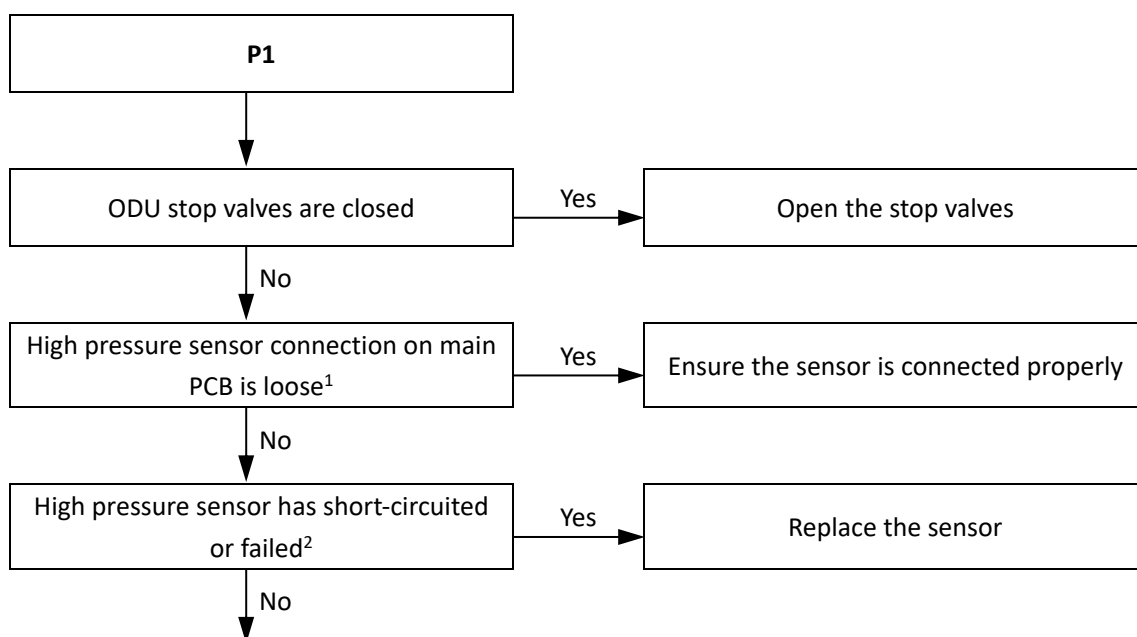 P1
ODU stop valves are closed
Yes
Open the stop valves
No
High pressure sensor connection on main
PCB is loose¹
Yes
Ensure the sensor is connected properly
No
High pressure sensor has short-circuited
or failed²
Yes
Replace the sensor
No